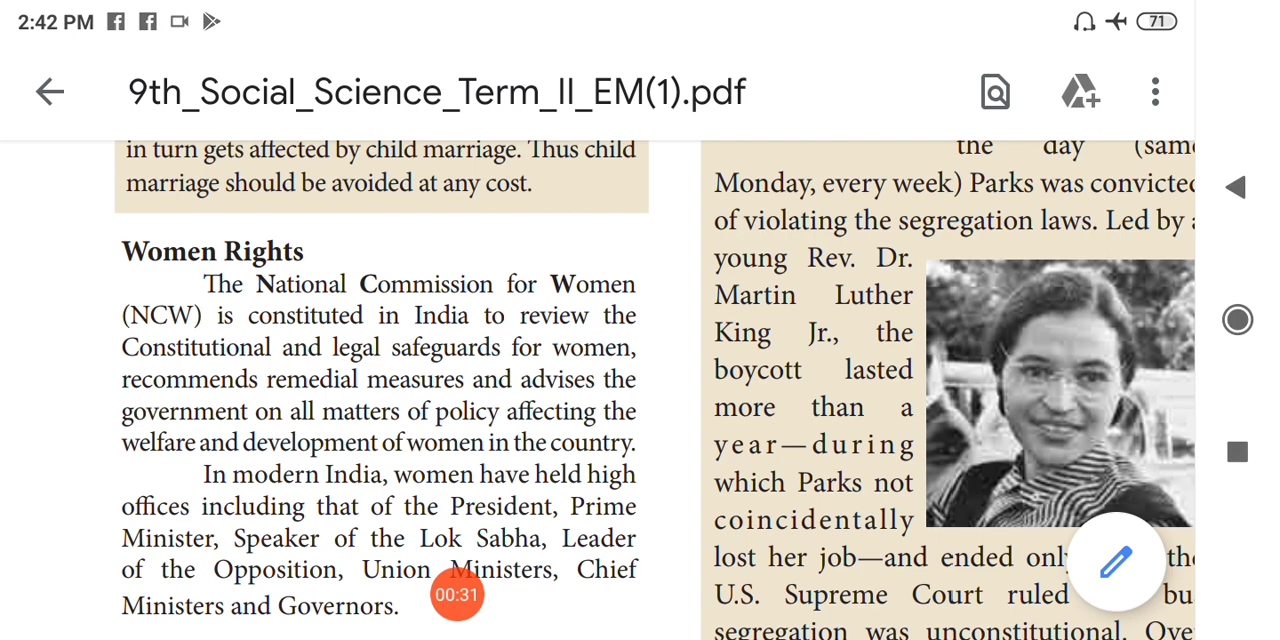 2:42 PM
71
9th_Social_Science_Term_II_EM(1).pdf
in turn gets affected by child marriage. Thus child
marriage should be avoided at any cost.
Women Rights
The National Commission for Women
(NCW) is constituted in India to review the
Constitutional and legal safeguards for women,
recommends remedial measures and advises the
government on all matters of policy affecting the
welfare and development of women in the country.
In modern India, women have held high
offices including that of the President, Prime
Minister, Speaker of the Lok Sabha, Leader
of the Opposition, Union Ministers, Chief
Ministers and Governors.
00:31
the day (same
Monday, every week) Parks was convicted
of violating the segregation laws. Led by a
young Rev. Dr.
Martin Luther
King Jr., the
boycott lasted
more than a
year—during
which Parks not
coincidentally
lost her job—and ended only the
U.S. Supreme Court ruled bu
segregation was unconstitutional. Over